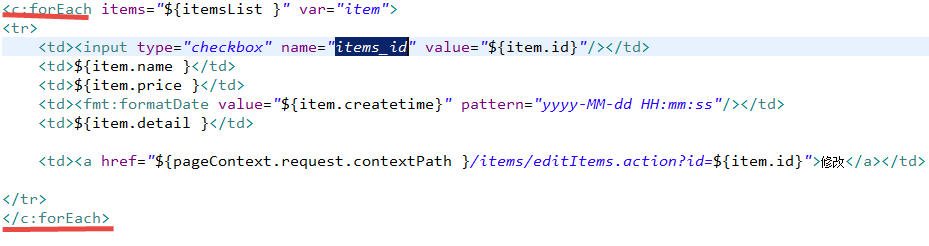 <c:forEach items="${itemsList }" var="item">
<tr>
<td><input type="checkbox" name="items_id" value="${item.id}"/></td>
<td>${item.name }</td>
<td>${item.price }</td>
<td><fmt:formatDate value="${item.createtime}" pattern="yyyy-MM-dd HH:mm:ss"/></td>
<td>${item.detail }</td>
<td><a href="${pageContext.request.contextPath }/items/editItems.action?id=${item.id}">修改</a></td>
</tr>
</c:forEach>